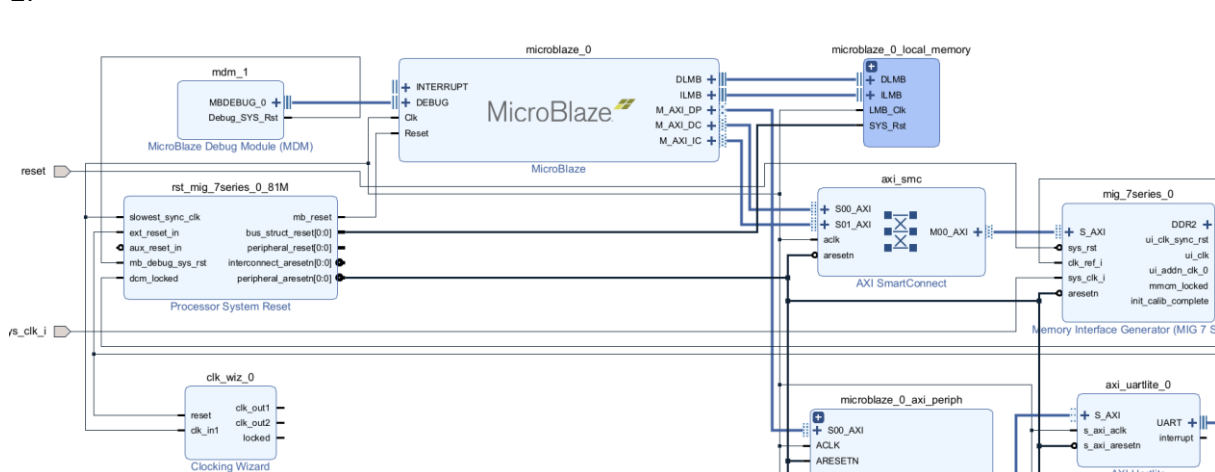 microblaze_0
microblaze_0_local_memory
mdm_1
MBDEBUG_0
Debug_SYS_Rst
MicroBlaze Debug Module (MDM)
INTERRUPT
DEBUG
Clk
Reset
MicroBlaze
DLMB
ILMB
M_AXI_DP
M_AXI_DC
M_AXI_IC
MicroBlaze
DLMB
ILMB
LMB_Clk
SYS_Rst
reset
rst_mig_7series_0_81M
slowest_sync_clk
ext_reset_in
aux_reset_in
mb_debug_sys_rst
dcm_locked
mb_reset
bus_struct_reset[0:0]
peripheral_reset[0:0]
interconnect_aresetn[0:0]
peripheral_aresetn[0:0]
Processor System Reset
axi_smc
S00_AXI
S01_AXI
aclk
aresetn
M00_AXI
AXI SmartConnect
mig_7series_0
S_AXI
sys_rst
clk_ref_i
sys_clk_i
aresetn
DDR2
ui_clk_sync_rst
ui_clk
ui_addn_clk_0
mmcm_locked
init_calib_complete
Memory Interface Generator (MIG 7 S
ys_clk_i
clk_wiz_0
reset
clk_in1
clk_out1
clk_out2
locked
Clocking Wizard
microblaze_0_axi_periph
S00_AXI
ACLK
ARESETN
axi_uartlite_0
S_AXI
s_axi_aclk
s_axi_aresetn
UART
interrupt